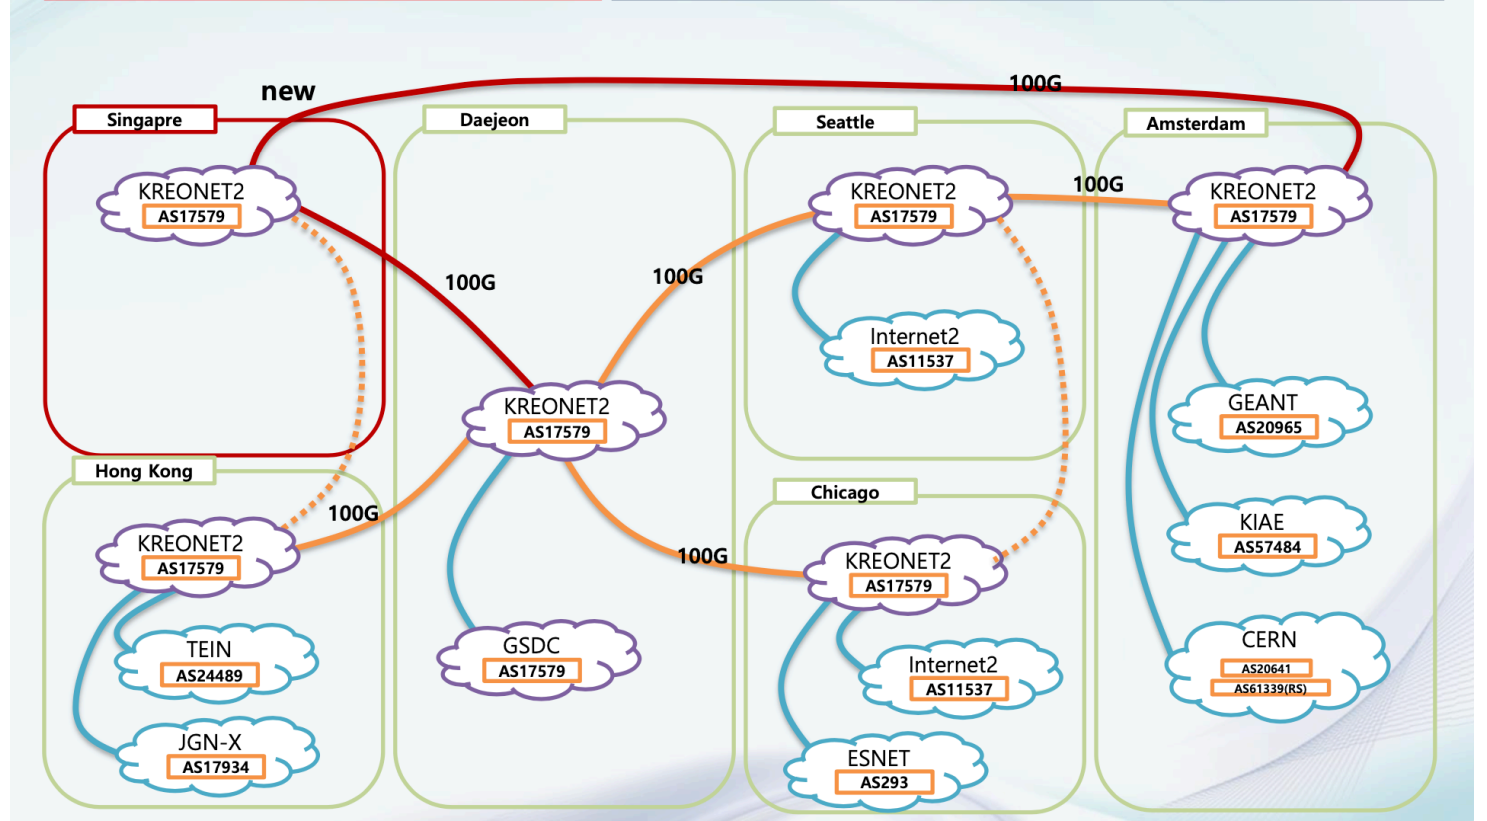 new
100G
Singapre
KREONET2
AS17579
Daejeon
100G
100G
KREONET2
AS17579
GSDC
AS17579
Seattle
KREONET2
AS17579
100G
Internet2
AS11537
Amsterdam
KREONET2
AS17579
GEANT
AS20965
KIAE
AS57484
CERN
AS20641
AS61339(RS)
Hong Kong
100G
KREONET2
AS17579
TEIN
AS24489
JGN-X
AS17934
100G
Chicago
KREONET2
AS17579
Internet2
AS11537
ESNET
AS293